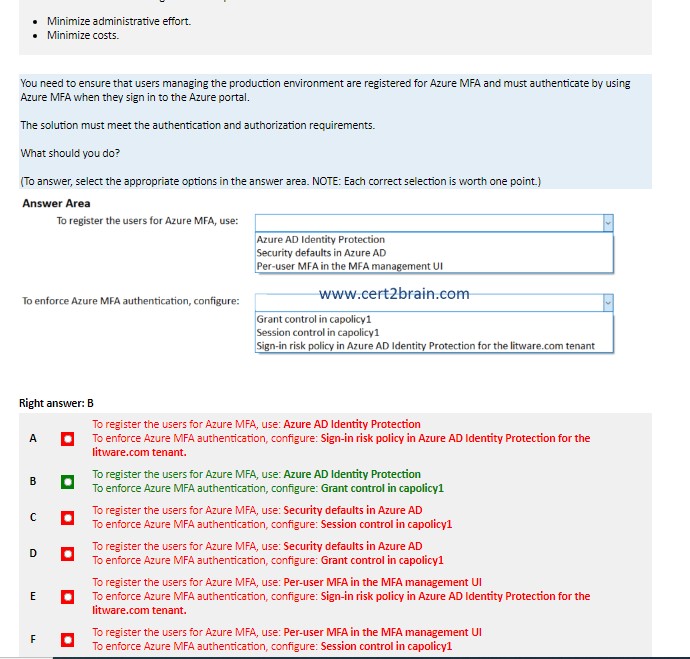 Minimize administrative effort.
Minimize costs.
You need to ensure that users managing the production environment are registered for Azure MFA and must authenticate by using
Azure MFA when they sign in to the Azure portal.
The solution must meet the authentication and authorization requirements.
What should you do?
(To answer, select the appropriate options in the answer area. NOTE: Each correct selection is worth one point.)
Answer Area
To register the users for Azure MFA, use:
Azure AD Identity Protection
Security defaults in Azure AD
Per-user MFA in the MFA management UI
www.cert2brain.com
To enforce Azure MFA authentication, configure:
Grant control in capolicy1
Session control in capolicy1
Sign-in risk policy in Azure AD Identity Protection for the litware.com tenant
Right answer: B
A
To register the users for Azure MFA, use: Azure AD Identity Protection
To enforce Azure MFA authentication, configure: Sign-in risk policy in Azure AD Identity Protection for the
litware.com tenant.
B
To register the users for Azure MFA, use: Azure AD Identity Protection
To enforce Azure MFA authentication, configure: Grant control in capolicy1
C
To register the users for Azure MFA, use: Security defaults in Azure AD
To enforce Azure MFA authentication, configure: Session control in capolicy1
D
To register the users for Azure MFA, use: Security defaults in Azure AD
To enforce Azure MFA authentication, configure: Grant control in capolicy1
E
To register the users for Azure MFA, use: Per-user MFA in the MFA management UI
To enforce Azure MFA authentication, configure: Sign-in risk policy in Azure AD Identity Protection for the
litware.com tenant.
F
To register the users for Azure MFA, use: Per-user MFA in the MFA management UI
To enforce Azure MFA authentication, configure: Session control in capolicy1